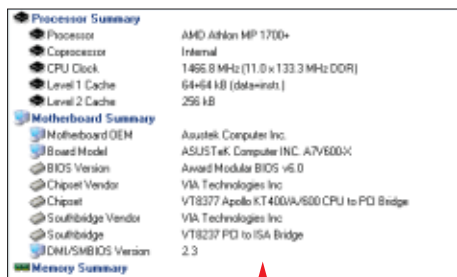 Processor Summary
Processor AMD Athlon MP 1700+
Coprocessor Internal
CPU Clock 1466.8 MHz (11.0 x 133.3 MHz DDR)
Level 1 Cache 64+64 kB (data+instr.)
Level 2 Cache 256 kB
Motherboard Summary
Motherboard OEM Asustek Computer Inc.
Board Model ASUSTeK Computer INC. A7V600-X
BIOS Version Award Modular BIOS v6.0
Chipset Vendor VIA Technologies Inc
Chipset VT8377 Apollo KT400/A/600 CPU to PCI Bridge
Southbridge Vendor VIA Technologies Inc
Southbridge VT8237 PCI to ISA Bridge
DMI/SMBIOS Version 2.3
Memory Summary